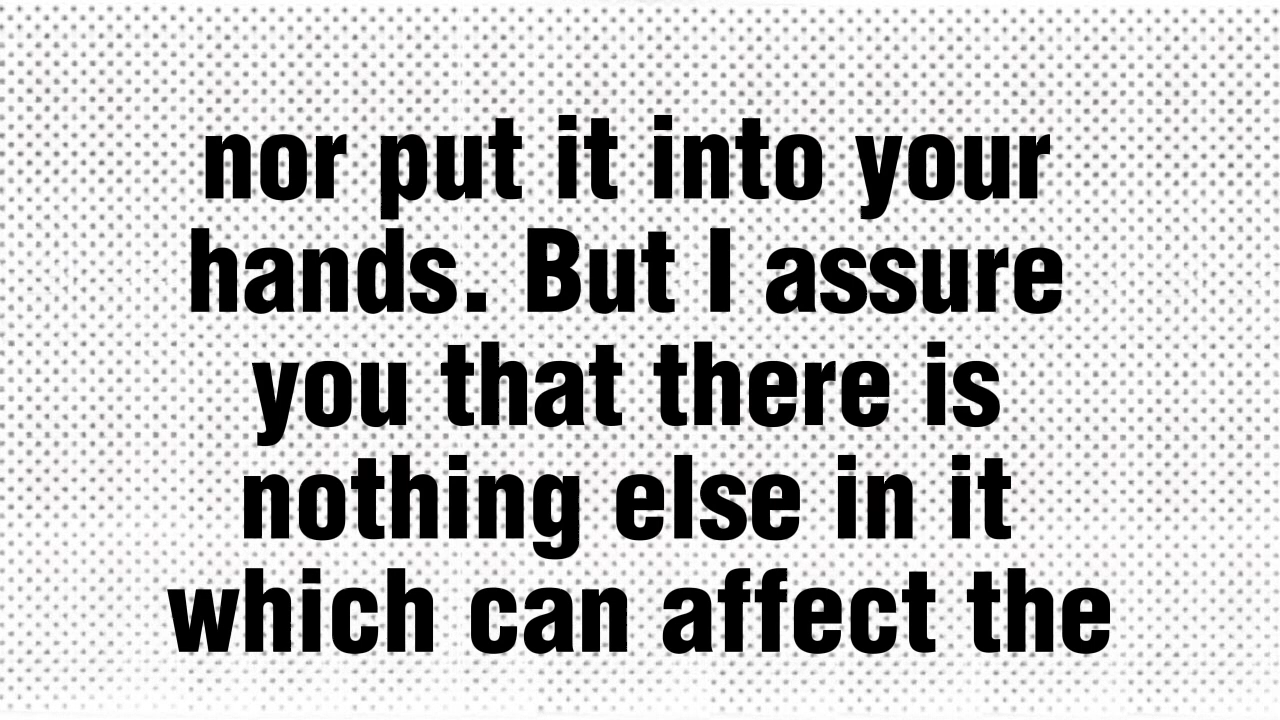 nor put it into your
hands. But I assure
you that there is
nothing else in it
which can affect the